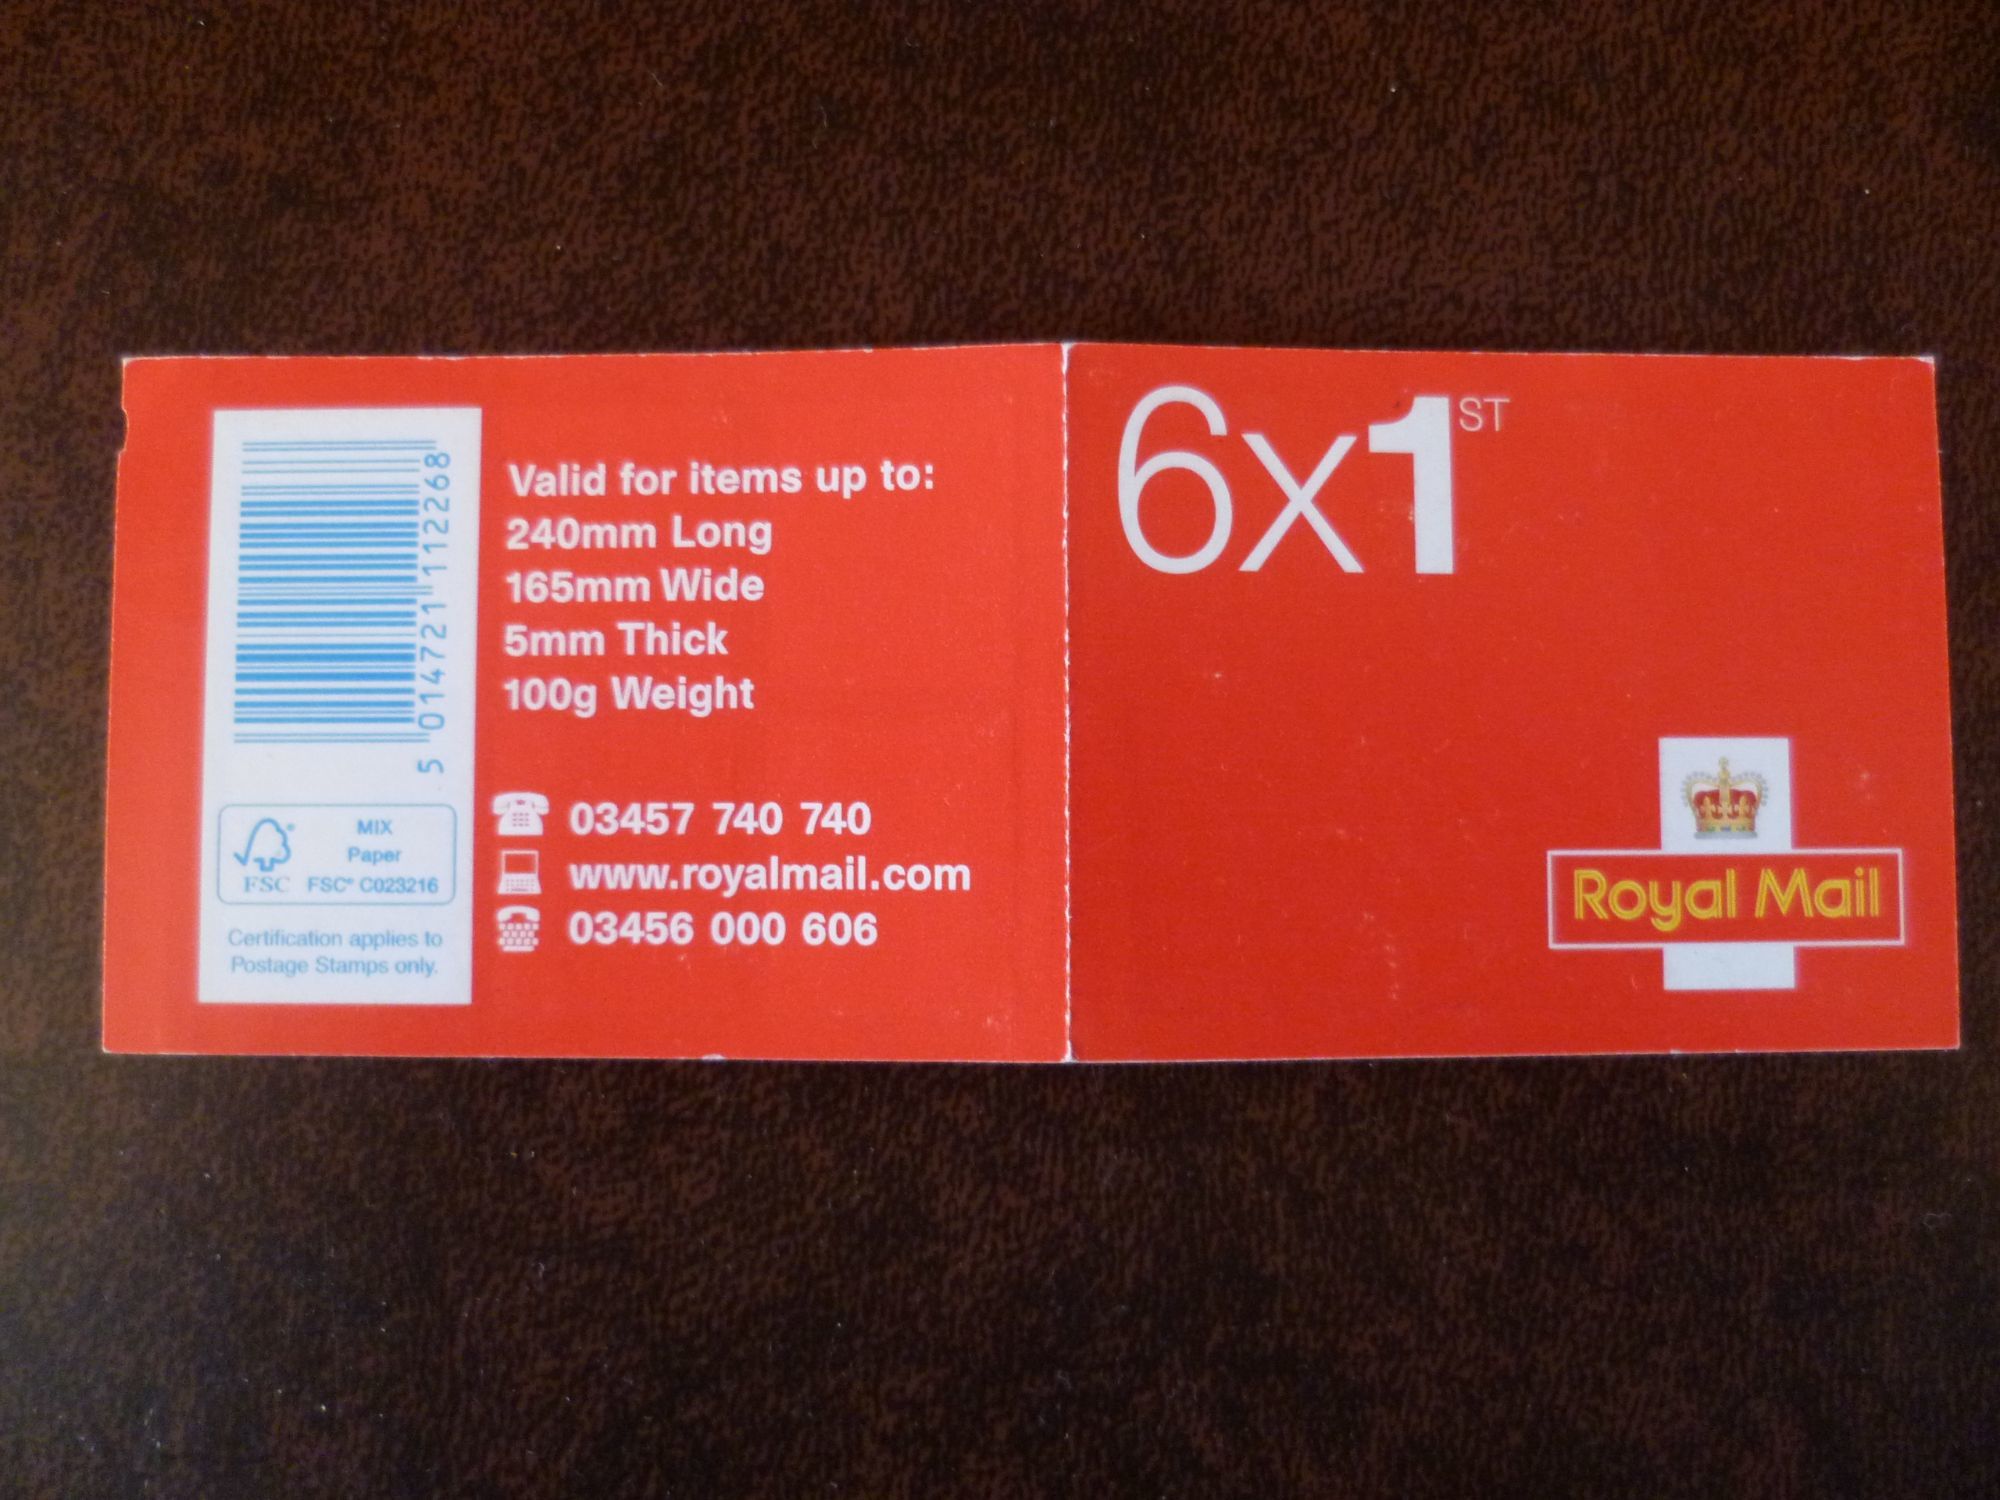 5 014721 112268
MIX
Paper
FSC
FSC® C023216
Certification applies to
Postage Stamps only.
Valid for items up to:
240mm Long
165mm Wide
5mm Thick
100g Weight
03457 740 740
www.royalmail.com
03456 000 606
6x1ST
Royal Mail